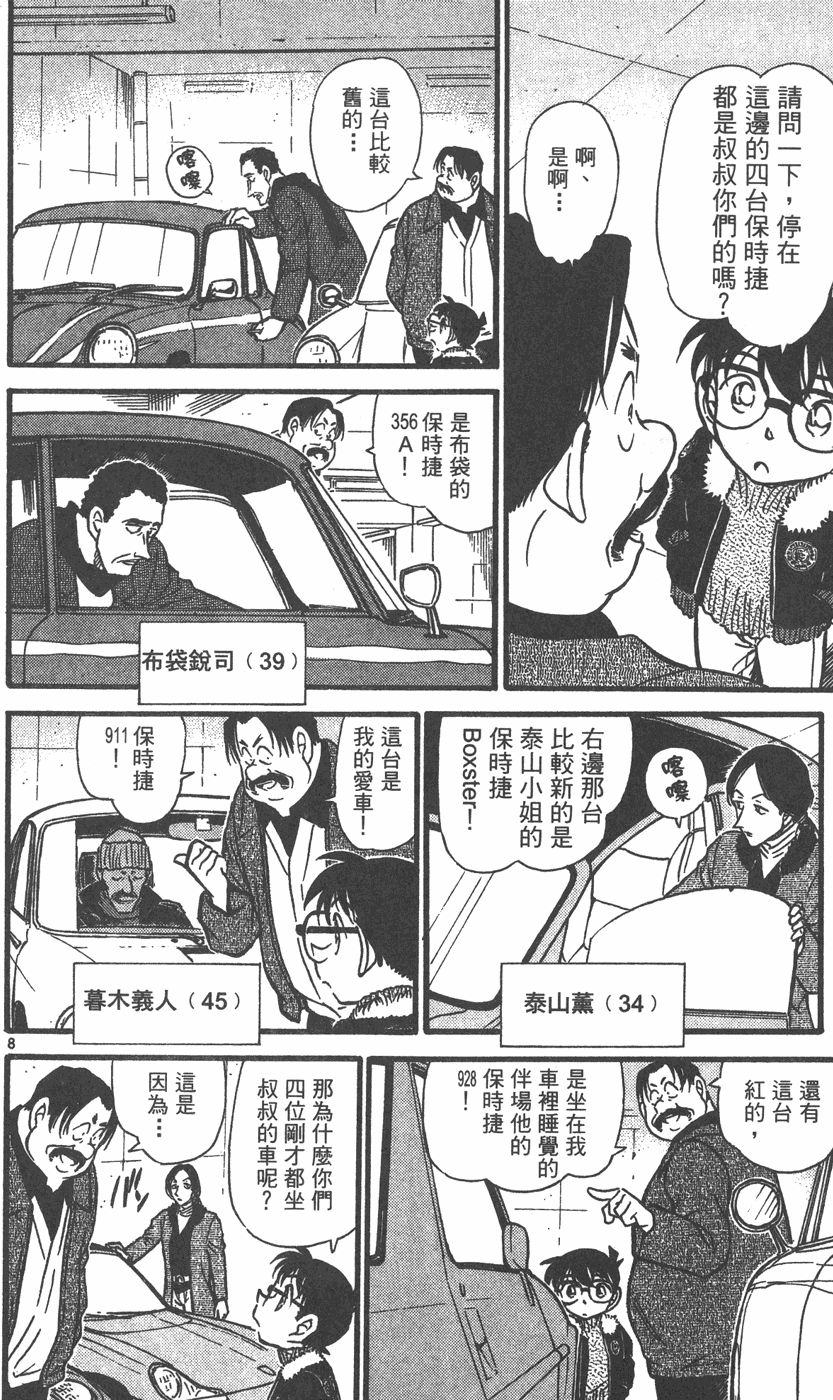 請問一下，停在
這邊的四台保時捷
都是叔叔你們的嗎？
啊、
是啊…
這台比較
舊的…
喀嚓
是布袋的
保時捷
356
A！
布袋銳司（39）
右邊那台
比較新的是
泰山小姐的
保時捷
Boxster—！
喀嚓
泰山薰（34）
這台是
我的愛車！
保時捷
911
！
暮木義人（45）
還有
這台
紅的，
是坐在我
車裡睡覺的
伴場他的
保時捷
928
！
那為什麼你們
四位剛才都坐
叔叔的車呢？
這是
因為…
8